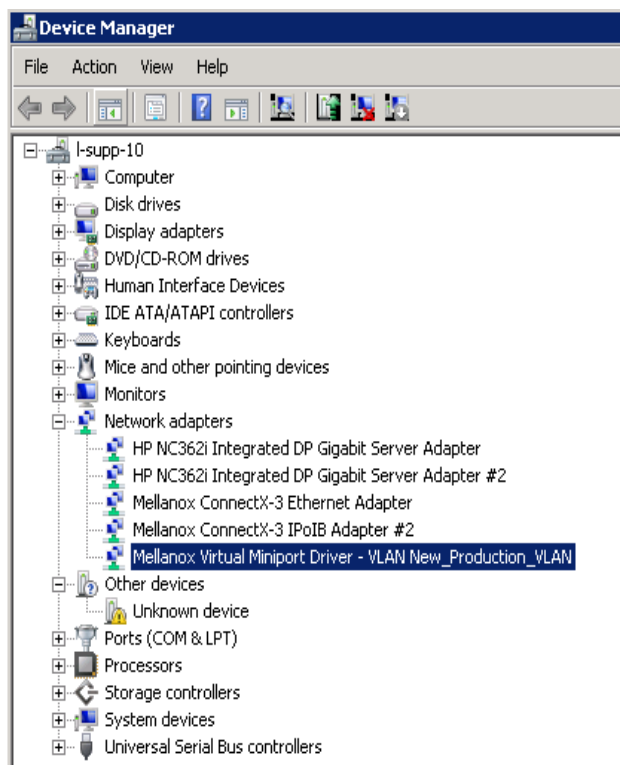 Device Manager
File Action View Help
l-supp-10
Computer
Disk drives
Display adapters
DVD/CD-ROM drives
Human Interface Devices
IDE ATA/ATAPI controllers
Keyboards
Mice and other pointing devices
Monitors
Network adapters
HP NC362i Integrated DP Gigabit Server Adapter
HP NC362i Integrated DP Gigabit Server Adapter #2
Mellanox ConnectX-3 Ethernet Adapter
Mellanox ConnectX-3 IPoIB Adapter #2
Mellanox Virtual Miniport Driver - VLAN New_Production_VLAN
Other devices
Unknown device
Ports (COM & LPT)
Processors
Storage controllers
System devices
Universal Serial Bus controllers